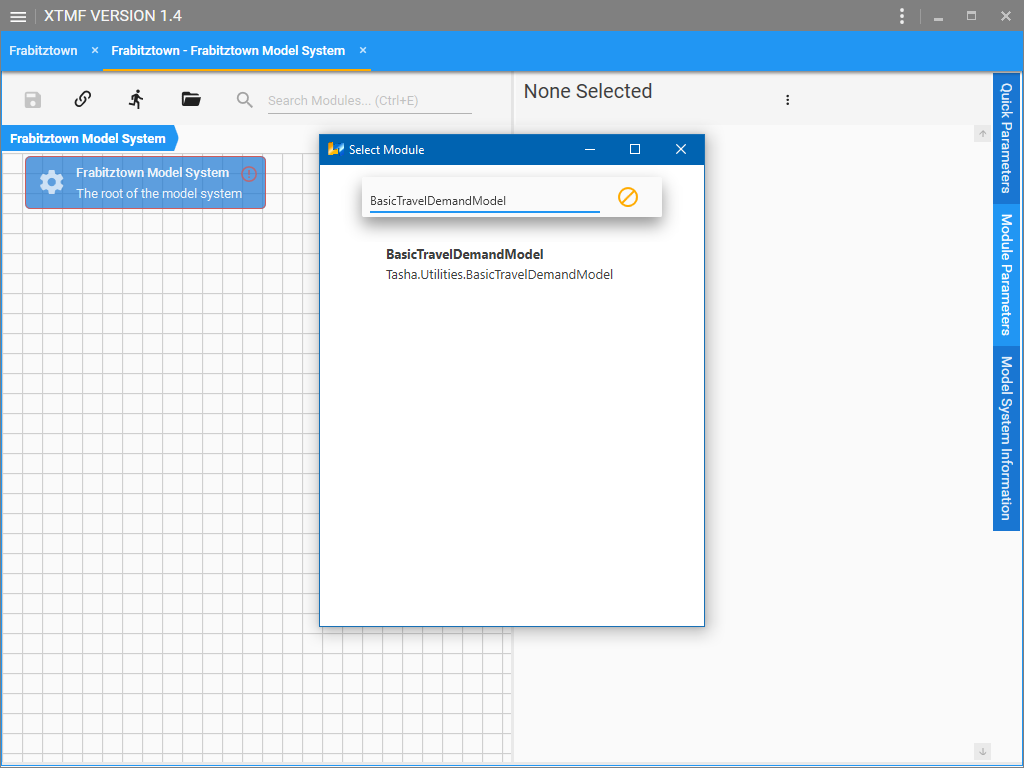 XTMF VERSION 1.4
Frabitztown
Frabitztown - Frabitztown Model System
Search Modules... (Ctrl+E)
None Selected
Frabitztown Model System
Frabitztown Model System
The root of the model system
Select Module
BasicTravelDemandModel
BasicTravelDemandModel
Tasha.Utilities.BasicTravelDemandModel
Quick Parameters
Module Parameters
Model System Information